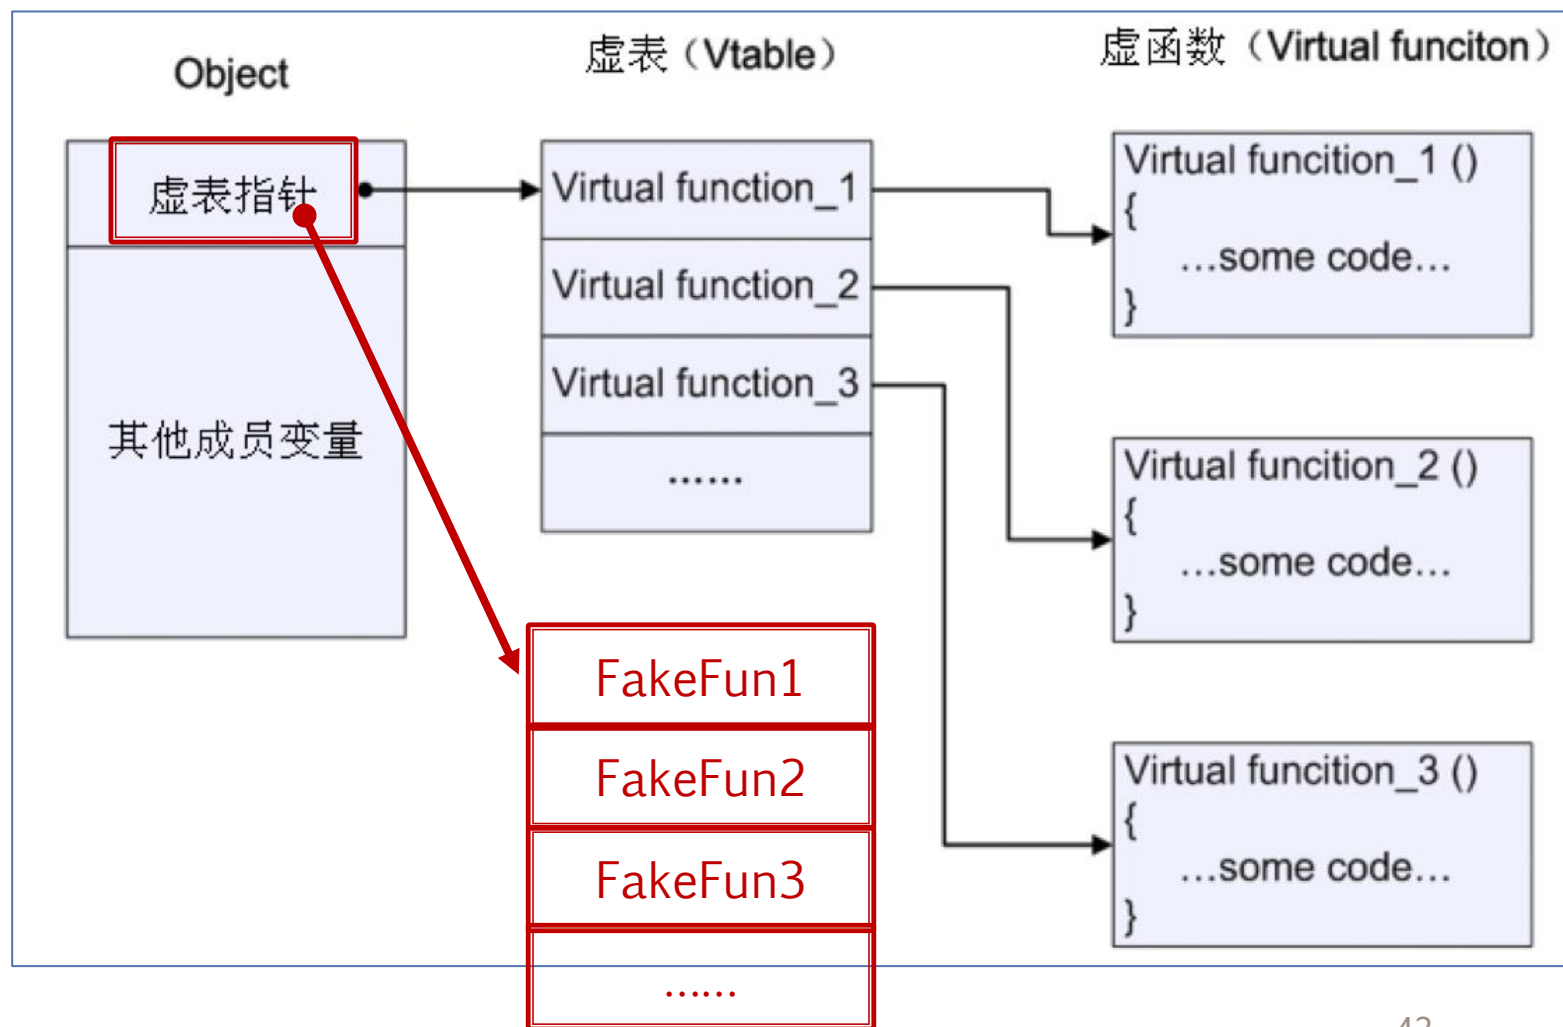 Object
虚表（Vtable）
虚函数（Virtual funciton）
虚表指针
其他成员变量
Virtual function_1
Virtual function_2
Virtual function_3
......
Virtual funcition_1 ()
{
...some code...
}
Virtual funcition_2 ()
{
...some code...
}
Virtual funcition_3 ()
{
...some code...
}
FakeFun1
FakeFun2
FakeFun3
......